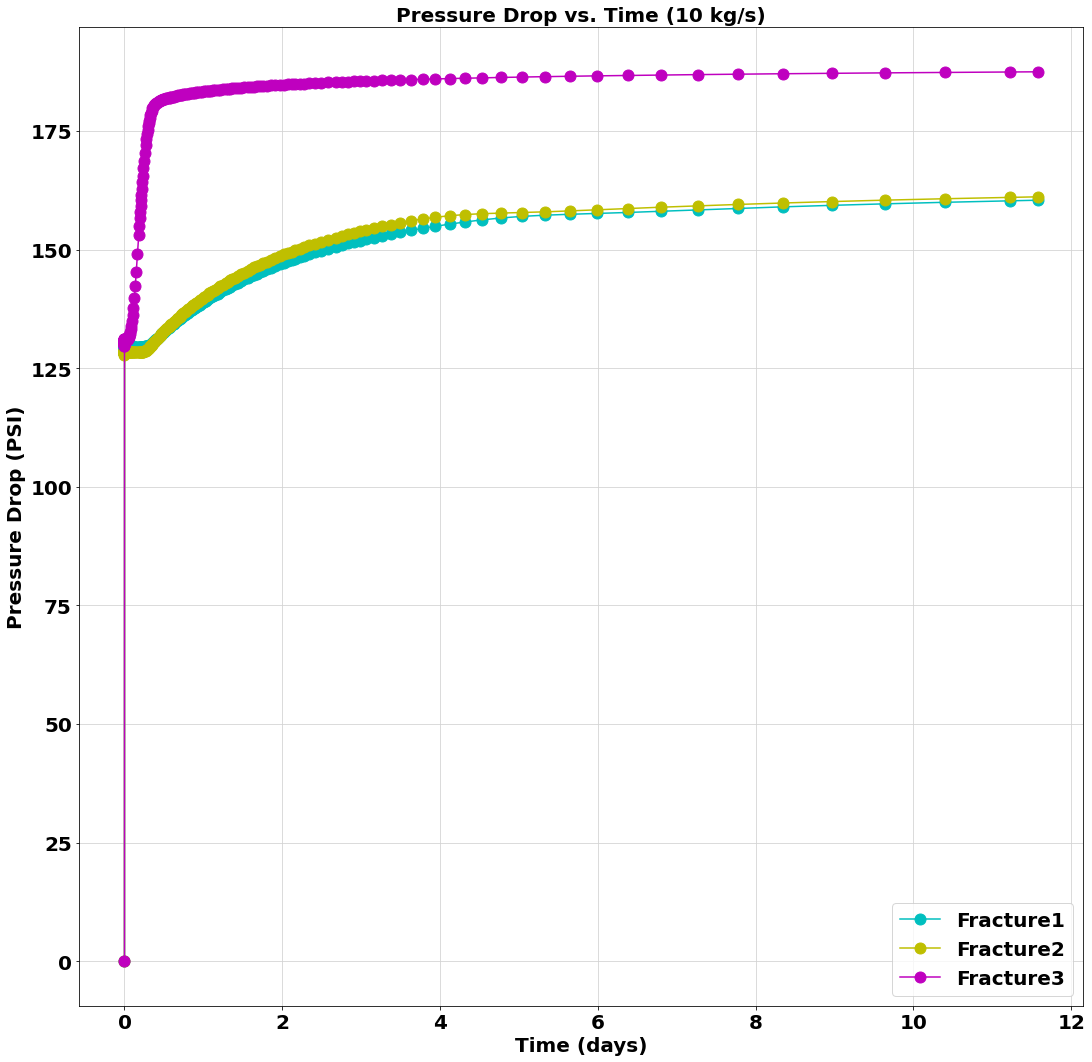 Pressure Drop vs. Time (10 kg/s)
Pressure Drop (PSI)
175
150
125
100
75
50
25
0
0 2 4 6 8 10 12
Time (days)
Fracture1
Fracture2
Fracture3